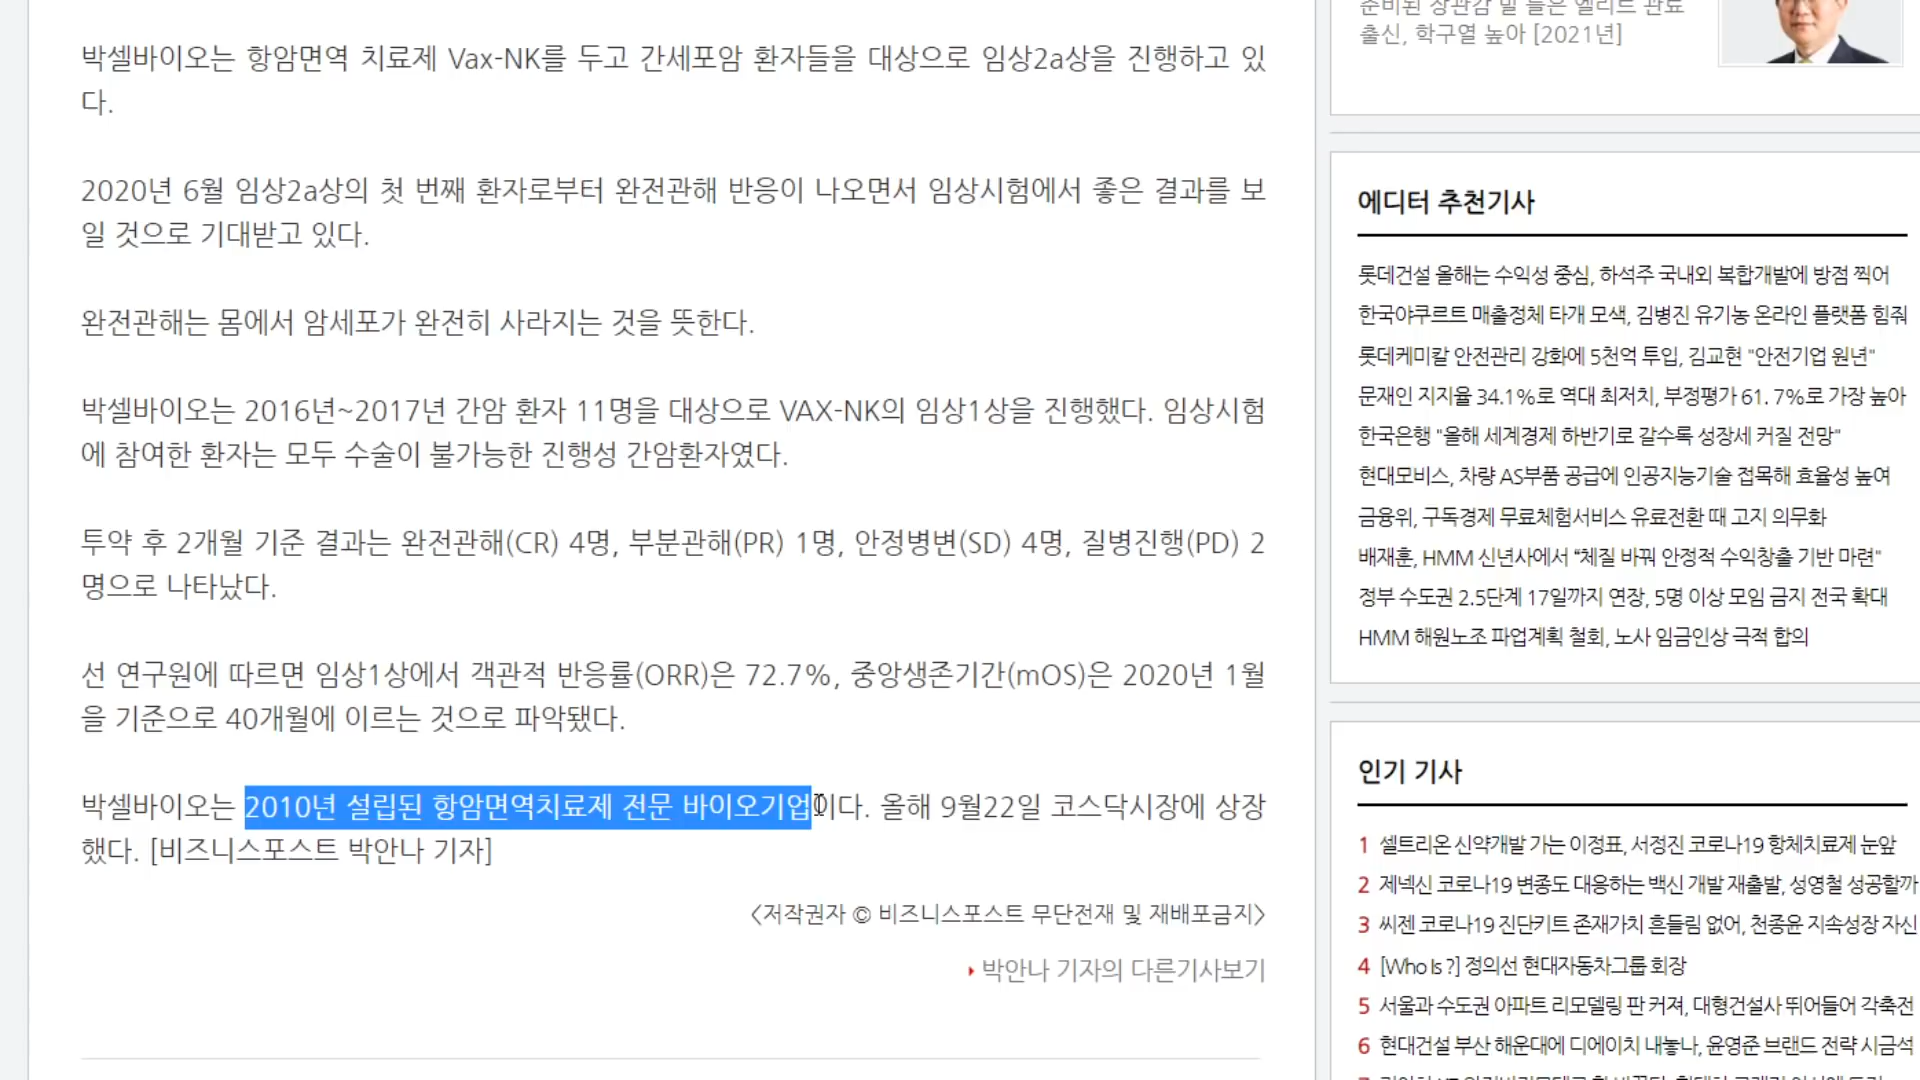 박셀바이오는 항암면역 치료제 Vax-NK를 두고 간세포암 환자들을 대상으로 임상2a상을 진행하고 있
다.
2020년 6월 임상2a상의 첫 번째 환자로부터 완전관해 반응이 나오면서 임상시험에서 좋은 결과를 보
일 것으로 기대받고 있다.
완전관해는 몸에서 암세포가 완전히 사라지는 것을 뜻한다.
박셀바이오는 2016년~2017년 간암 환자 11명을 대상으로 VAX-NK의 임상1상을 진행했다. 임상시험
에 참여한 환자는 모두 수술이 불가능한 진행성 간암환자였다.
투약 후 2개월 기준 결과는 완전관해(CR) 4명, 부분관해(PR) 1명, 안정병변(SD) 4명, 질병진행(PD) 2
명으로 나타났다.
선 연구원에 따르면 임상1상에서 객관적 반응률(ORR)은 72.7%, 중앙생존기간(mOS)은 2020년 1월
을 기준으로 40개월에 이르는 것으로 파악됐다.
박셀바이오는 2010년 설립된 항암면역치료제 전문 바이오기업이다. 올해 9월22일 코스닥시장에 상장
했다. [비즈니스포스트 박안나 기자]
<저작권자 © 비즈니스포스트 무단전재 및 재배포금지>
박안나 기자의 다른기사보기
준비된 장관감 말 들은 엘리트 관료
출신, 학구열 높아 [2021년]
에디터 추천기사
롯데건설 올해는 수익성 중심, 하석주 국내외 복합개발에 방점 찍어
한국야쿠르트 매출정체 타개 모색, 김병진 유기농 온라인 플랫폼 힘줘
롯데케미칼 안전관리 강화에 5천억 투입, 김교현 "안전기업 원년"
문재인 지지율 34.1%로 역대 최저치, 부정평가 61. 7%로 가장 높아
한국은행 "올해 세계경제 하반기로 갈수록 성장세 커질 전망"
현대모비스, 차량 AS부품 공급에 인공지능기술 접목해 효율성 높여
금융위, 구독경제 무료체험서비스 유료전환 때 고지 의무화
배재훈, HMM 신년사에서 “체질 바꿔 안정적 수익창출 기반 마련"
정부 수도권 2.5단계 17일까지 연장, 5명 이상 모임 금지 전국 확대
HMM 해원노조 파업계획 철회, 노사 임금인상 극적 합의
인기 기사
1 셀트리온 신약개발 가는 이정표, 서정진 코로나19 항체치료제 눈앞
2 제넥신 코로나19 변종도 대응하는 백신 개발 재출발, 성영철 성공할까
3 씨젠 코로나19 진단키트 존재가치 흔들림 없어, 천종윤 지속성장 자신
4 [Who Is ?] 정의선 현대자동차그룹 회장
5 서울과 수도권 아파트 리모델링 판 커져, 대형건설사 뛰어들어 각축전
6 현대건설 부산 해운대에 디에이치 내놓나, 윤영준 브랜드 전략 시금석